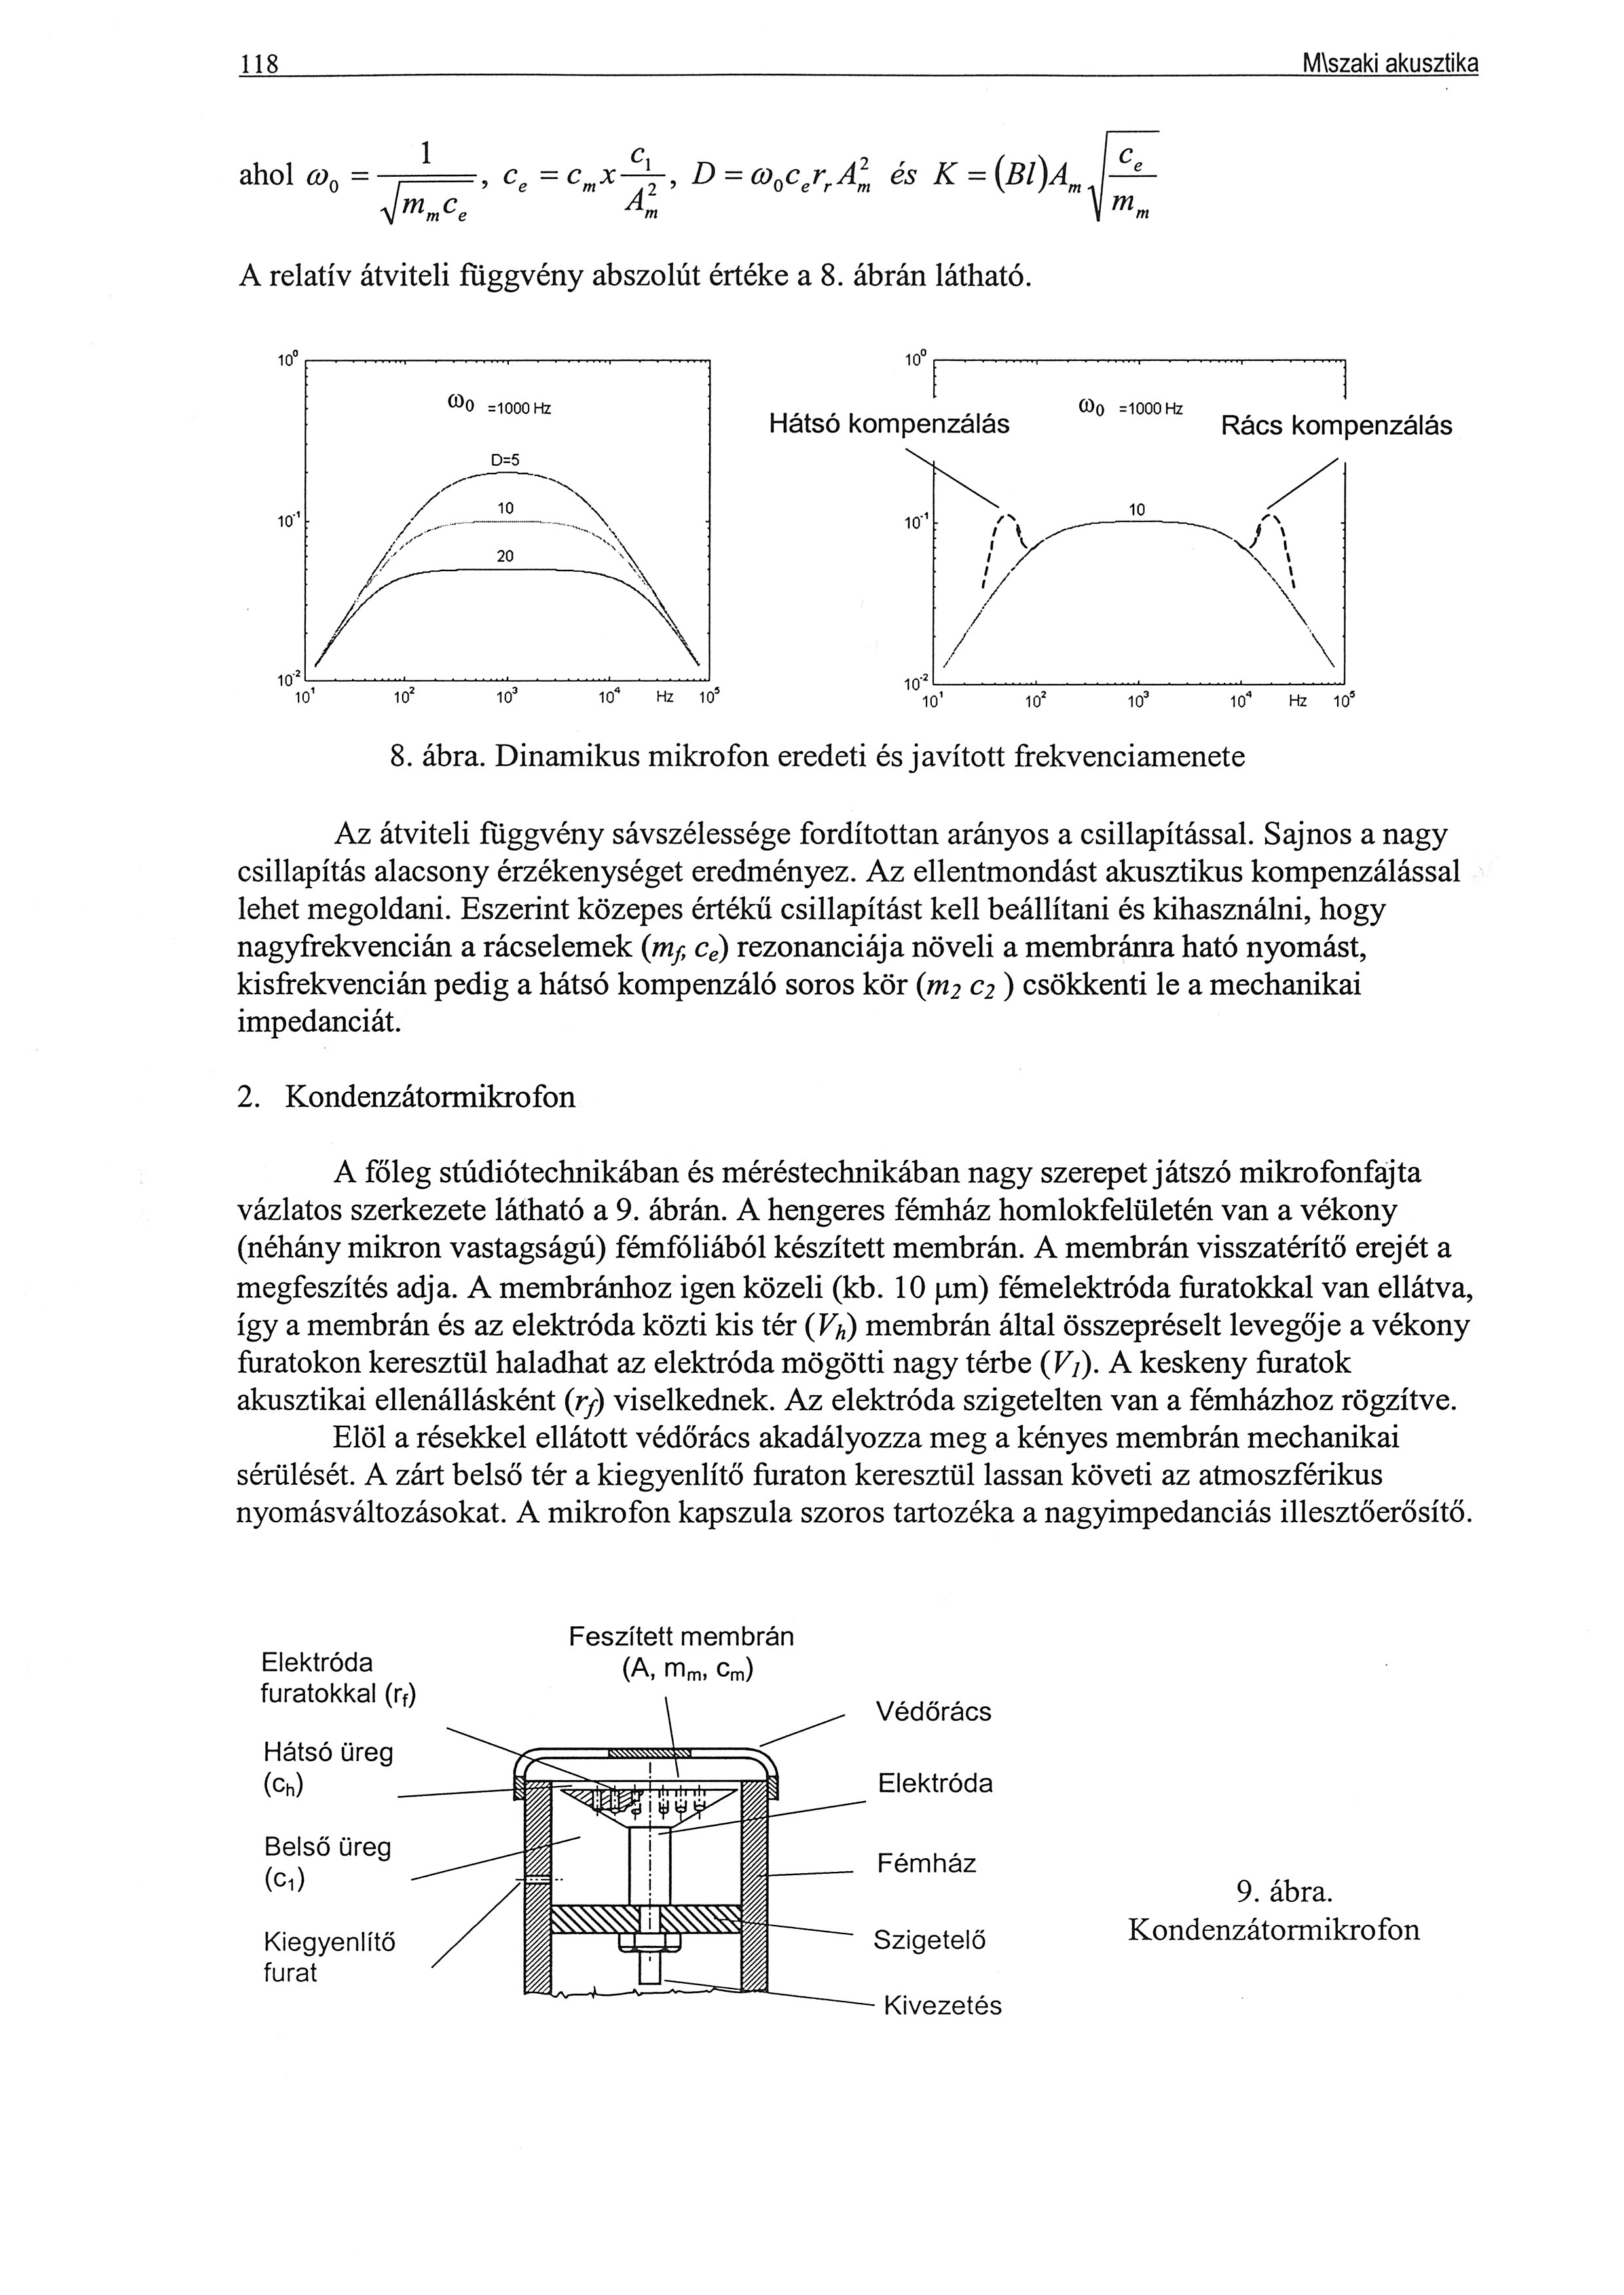 118 M\szaki akusztika
ahol ω₀ = 1/√(mₘcₑ), cₑ = cₘx c₁/Aₘ², D = ω₀cₑrᵣAₘ² és K = (Bl)Aₘ√(cₑ/mₘ)
A relatív átviteli függvény abszolút értéke a 8. ábrán látható.
10⁰
ω₀ =1000 Hz
D=5
10
10⁻¹
20
10⁻²
10¹ 10² 10³ 10⁴ Hz 10⁵
10⁰
Hátsó kompenzálás
ω₀ =1000 Hz
Rács kompenzálás
10
10⁻¹
10⁻²
10¹ 10² 10³ 10⁴ Hz 10⁵
8. ábra. Dinamikus mikrofon eredeti és javított frekvenciamenete
Az átviteli függvény sávszélessége fordítottan arányos a csillapítással. Sajnos a nagy
csillapítás alacsony érzékenységet eredményez. Az ellentmondást akusztikus kompenzálással
lehet megoldani. Eszerint közepes értékű csillapítást kell beállítani és kihasználni, hogy
nagyfrekvencián a rácselemek (m_f, cₑ) rezonanciája növeli a membránra ható nyomást,
kisfrekvencián pedig a hátsó kompenzáló soros kör (m₂ c₂ ) csökkenti le a mechanikai
impedanciát.
2. Kondenzátormikrofon
A főleg stúdiótechnikában és méréstechnikában nagy szerepet játszó mikrofonfajta
vázlatos szerkezete látható a 9. ábrán. A hengeres fémház homlokfelületén van a vékony
(néhány mikron vastagságú) fémfóliából készített membrán. A membrán visszatérítő erejét a
megfeszítés adja. A membránhoz igen közeli (kb. 10 µm) fémelektróda furatokkal van ellátva,
így a membrán és az elektróda közti kis tér (Vₕ) membrán által összepréselt levegője a vékony
furatokon keresztül haladhat az elektróda mögötti nagy térbe (V₁). A keskeny furatok
akusztikai ellenállásként (r_f) viselkednek. Az elektróda szigetelten van a fémházhoz rögzítve.
Elöl a résekkel ellátott védőrács akadályozza meg a kényes membrán mechanikai
sérülését. A zárt belső tér a kiegyenlítő furaton keresztül lassan követi az atmoszférikus
nyomásváltozásokat. A mikrofon kapszula szoros tartozéka a nagyimpedanciás illesztőerősítő.
Feszített membrán
(A, mₘ, cₘ)
Elektróda
furatokkal (r_f)
Védőrács
Hátsó üreg
(cₕ)
Elektróda
Belső üreg
(c₁)
Fémház
Kiegyenlítő
furat
Szigetelő
Kivezetés
9. ábra.
Kondenzátormikrofon